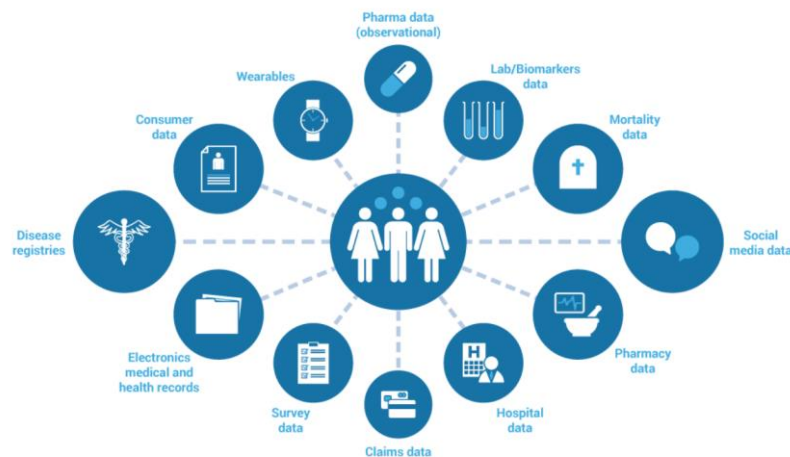 Pharma data
(observational)
Wearables
Lab/Biomarkers
data
Consumer
data
Mortality
data
Disease
registries
Social
media data
Electronics
medical and
health records
Pharmacy
data
Survey
data
H
Hospital
data
Claims data